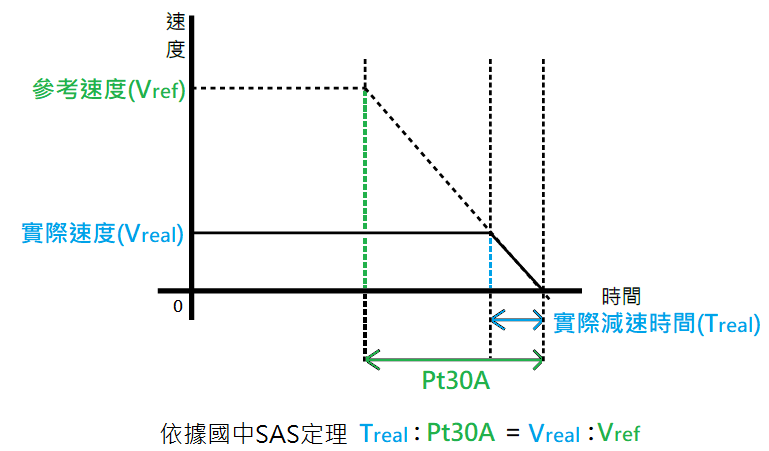 速
度
參考速度(Vref)
實際速度(Vreal)
0
時間
實際減速時間(Treal)
Pt30A
依據國中SAS定理 Treal : Pt30A = Vreal : Vref